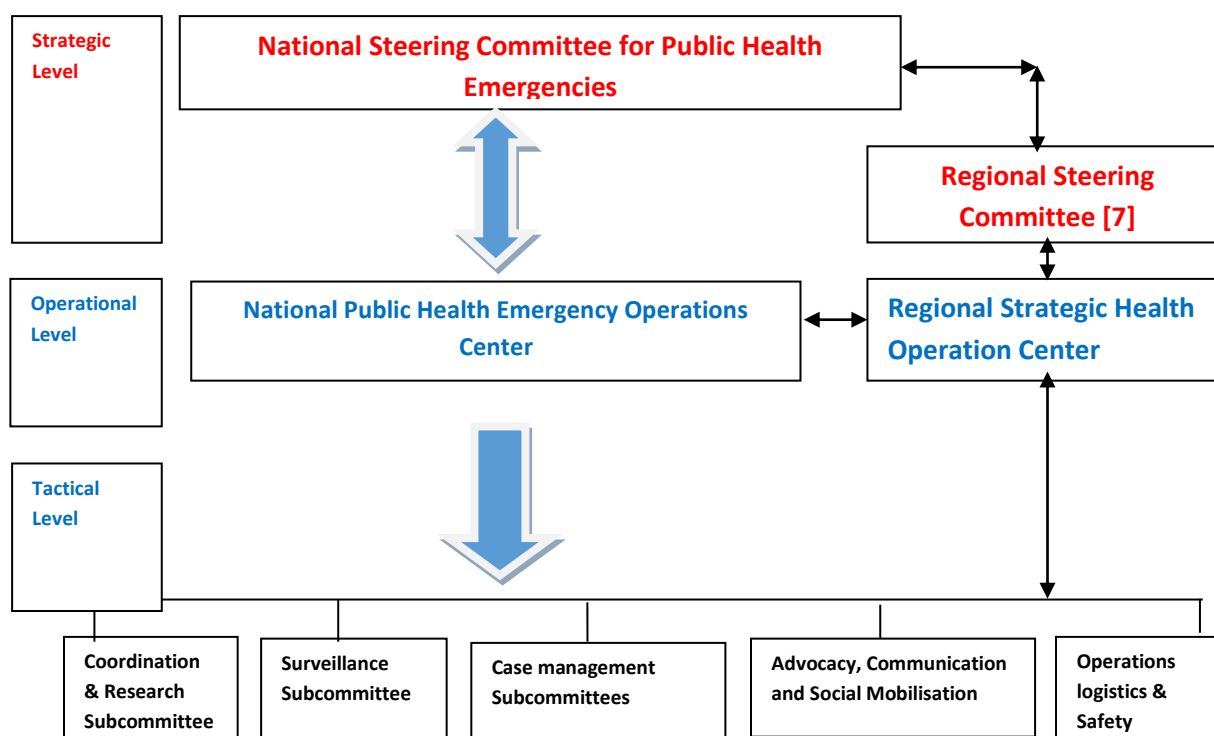 Strategic
Level
National Steering Committee for Public Health
Emergencies
Regional Steering
Committee [7]
Operational
Level
National Public Health Emergency Operations
Center
Regional Strategic Health
Operation Center
Tactical
Level
Coordination
& Research
Subcommittee
Surveillance
Subcommittee
Case management
Subcommittees
Advocacy, Communication
and Social Mobilisation
Operations
logistics &
Safety